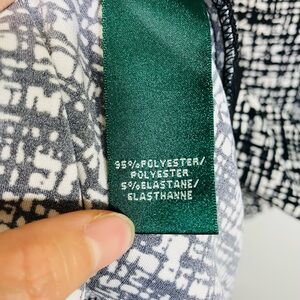 95%POLYESTER/
POLYESTER
5%ELASTANE/
ELASTHANNE